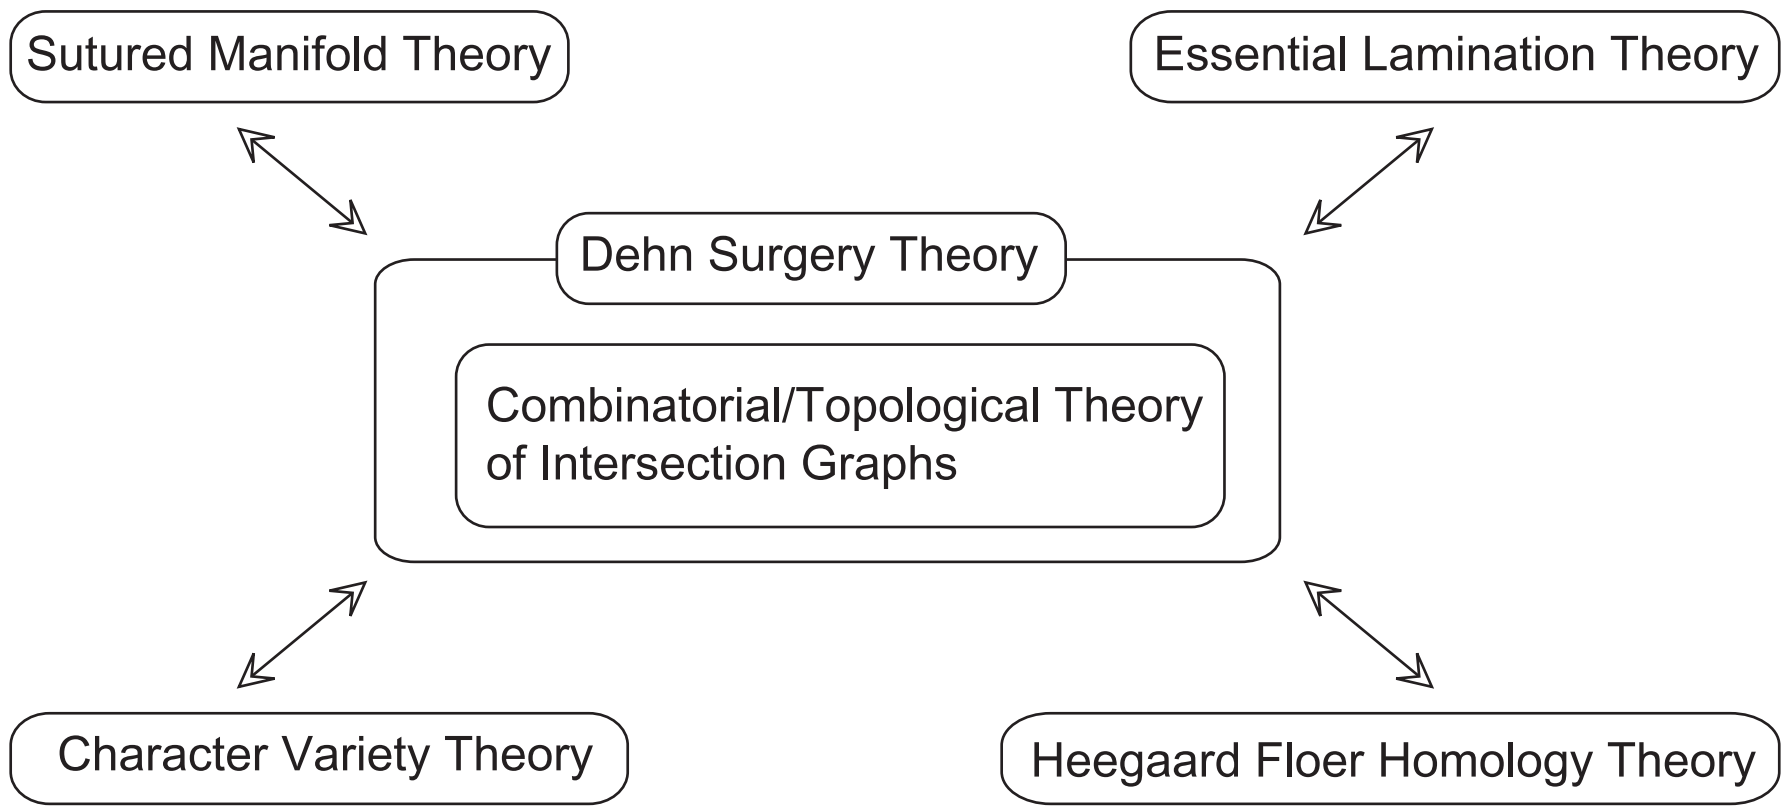 Sutured Manifold Theory
Essential Lamination Theory
Dehn Surgery Theory
Combinatorial/Topological Theory
of Intersection Graphs
Character Variety Theory
Heegaard Floer Homology Theory